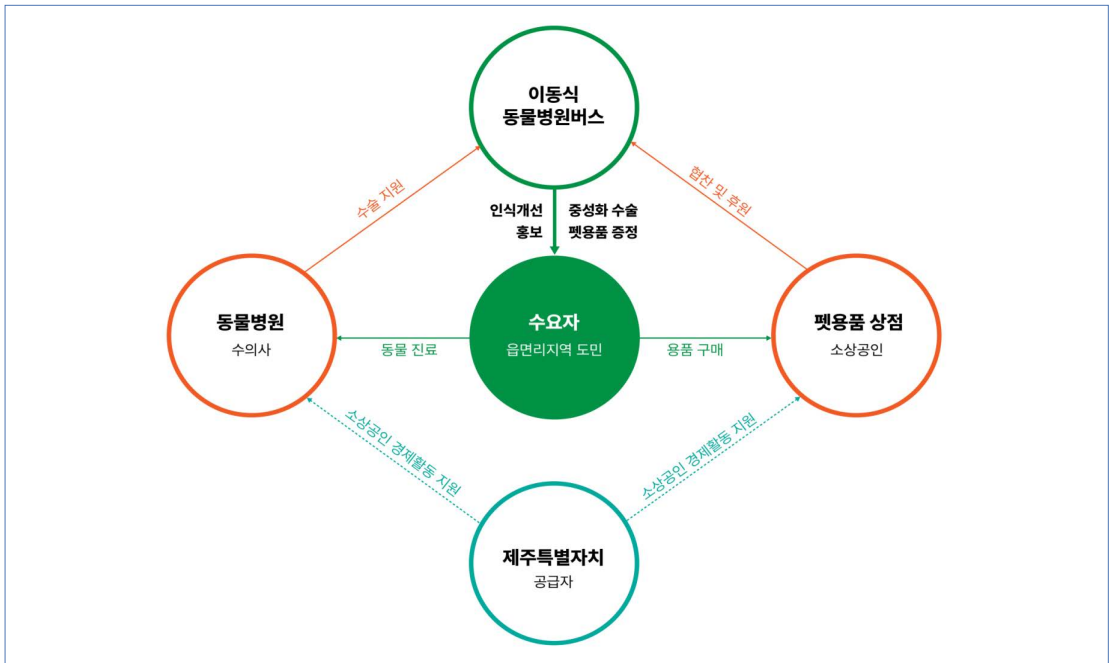 이동식
동물병원버스
수술 지원
협찬 및 후원
인식개선
홍보
중성화 수술
펫용품 증정
동물병원
수의사
동물 진료
수요자
읍면리지역 도민
용품 구매
펫용품 상점
소상공인
소상공인 경제활동 지원
소상공인 경제활동 지원
제주특별자치
공급자